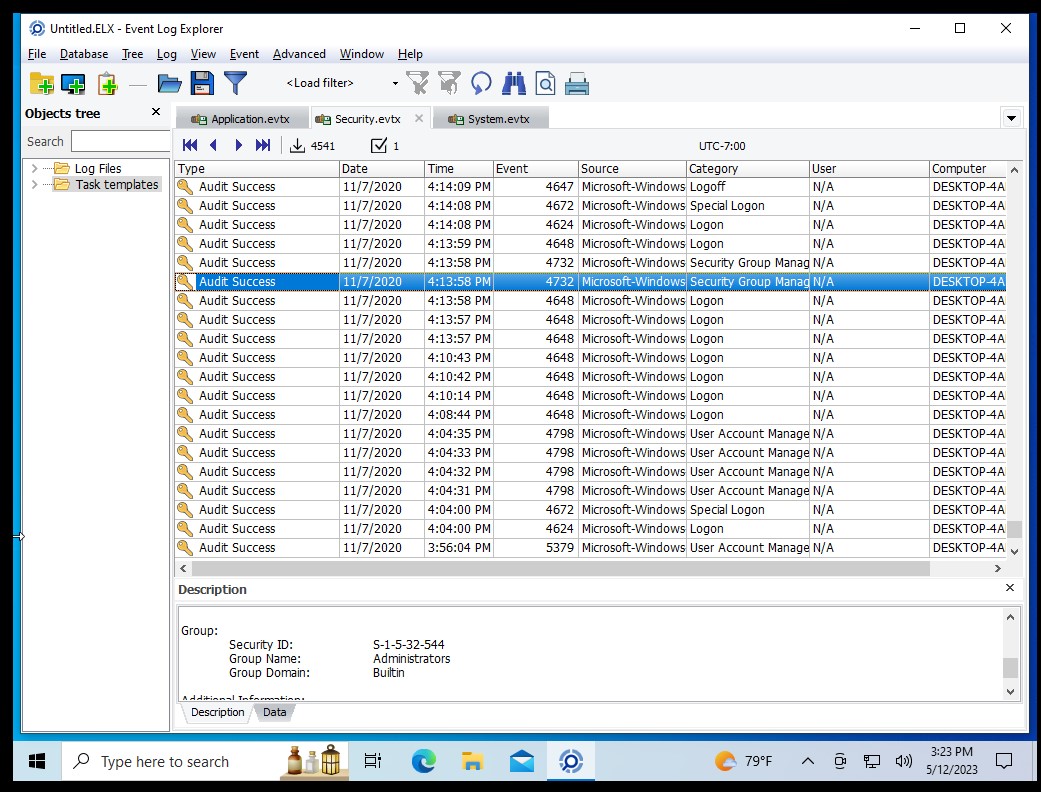 Untitled.ELX - Event Log Explorer
File Database Tree Log View Event Advanced Window Help
<Load filter>
Objects tree
Search
Log Files
Task templates
Application.evtx Security.evtx System.evtx
4541 1 UTC-7:00
Type Date Time Event Source Category User Computer
Audit Success 11/7/2020 4:14:09 PM 4647 Microsoft-Windows Logoff N/A DESKTOP-4A
Audit Success 11/7/2020 4:14:08 PM 4672 Microsoft-Windows Special Logon N/A DESKTOP-4A
Audit Success 11/7/2020 4:14:08 PM 4624 Microsoft-Windows Logon N/A DESKTOP-4A
Audit Success 11/7/2020 4:13:59 PM 4648 Microsoft-Windows Logon N/A DESKTOP-4A
Audit Success 11/7/2020 4:13:58 PM 4732 Microsoft-Windows Security Group Manag N/A DESKTOP-4A
Audit Success 11/7/2020 4:13:58 PM 4732 Microsoft-Windows Security Group Manag N/A DESKTOP-4A
Audit Success 11/7/2020 4:13:58 PM 4648 Microsoft-Windows Logon N/A DESKTOP-4A
Audit Success 11/7/2020 4:13:57 PM 4648 Microsoft-Windows Logon N/A DESKTOP-4A
Audit Success 11/7/2020 4:13:57 PM 4648 Microsoft-Windows Logon N/A DESKTOP-4A
Audit Success 11/7/2020 4:10:43 PM 4648 Microsoft-Windows Logon N/A DESKTOP-4A
Audit Success 11/7/2020 4:10:42 PM 4648 Microsoft-Windows Logon N/A DESKTOP-4A
Audit Success 11/7/2020 4:10:14 PM 4648 Microsoft-Windows Logon N/A DESKTOP-4A
Audit Success 11/7/2020 4:08:44 PM 4648 Microsoft-Windows Logon N/A DESKTOP-4A
Audit Success 11/7/2020 4:04:35 PM 4798 Microsoft-Windows User Account Manage N/A DESKTOP-4A
Audit Success 11/7/2020 4:04:33 PM 4798 Microsoft-Windows User Account Manage N/A DESKTOP-4A
Audit Success 11/7/2020 4:04:32 PM 4798 Microsoft-Windows User Account Manage N/A DESKTOP-4A
Audit Success 11/7/2020 4:04:31 PM 4798 Microsoft-Windows User Account Manage N/A DESKTOP-4A
Audit Success 11/7/2020 4:04:00 PM 4672 Microsoft-Windows Special Logon N/A DESKTOP-4A
Audit Success 11/7/2020 4:04:00 PM 4624 Microsoft-Windows Logon N/A DESKTOP-4A
Audit Success 11/7/2020 3:56:04 PM 5379 Microsoft-Windows User Account Manage N/A DESKTOP-4A
Description
Group:
Security ID: S-1-5-32-544
Group Name: Administrators
Group Domain: Builtin
Additional Information:
Description Data
Type here to search
79°F
3:23 PM
5/12/2023